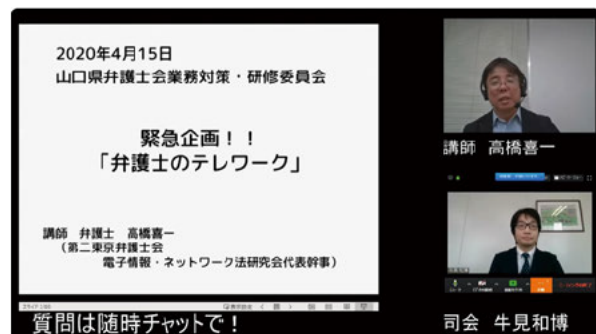 2020年4月15日
山口県弁護士会業務対策・研修委員会
緊急企画！！
「弁護士のテレワーク」
講師　弁護士　高橋喜一
（第二東京弁護士会
電子情報・ネットワーク法研究会代表幹事）
質問は随時チャットで！
講師　高橋喜一
司会　牛見和博